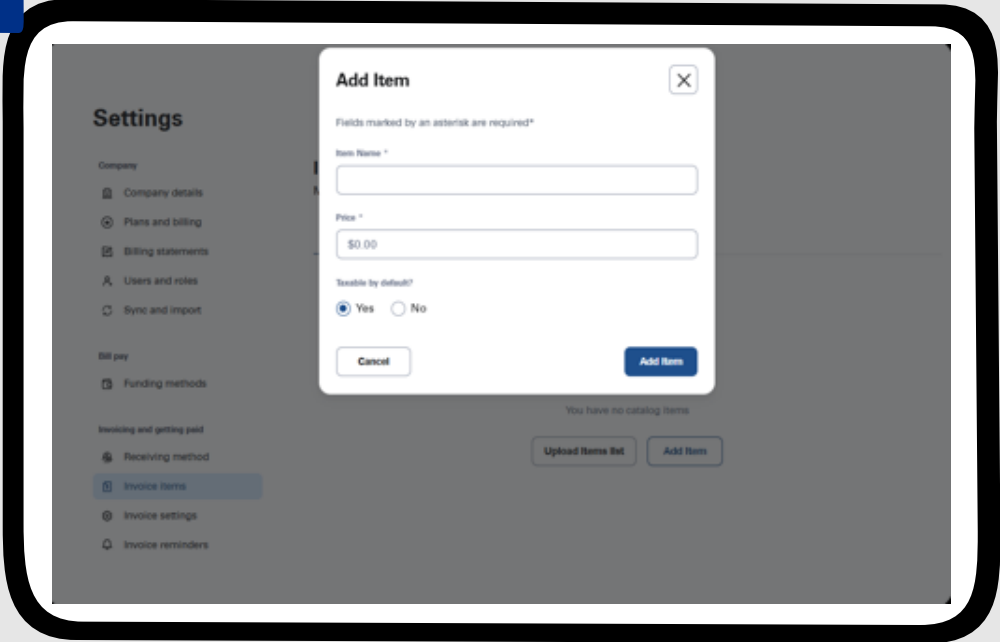 Add Item
Fields marked by an asterisk are required*
Item Name *
Price *
$0.00
Taxable by default?
Yes No
Cancel Add Item
Settings
Company
Company details
Plans and billing
Billing statements
Users and roles
Sync and import
Bill pay
Funding methods
Invoicing and getting paid
Receiving method
Invoice items
Invoice settings
Invoice reminders
You have no catalog items
Upload items list Add item